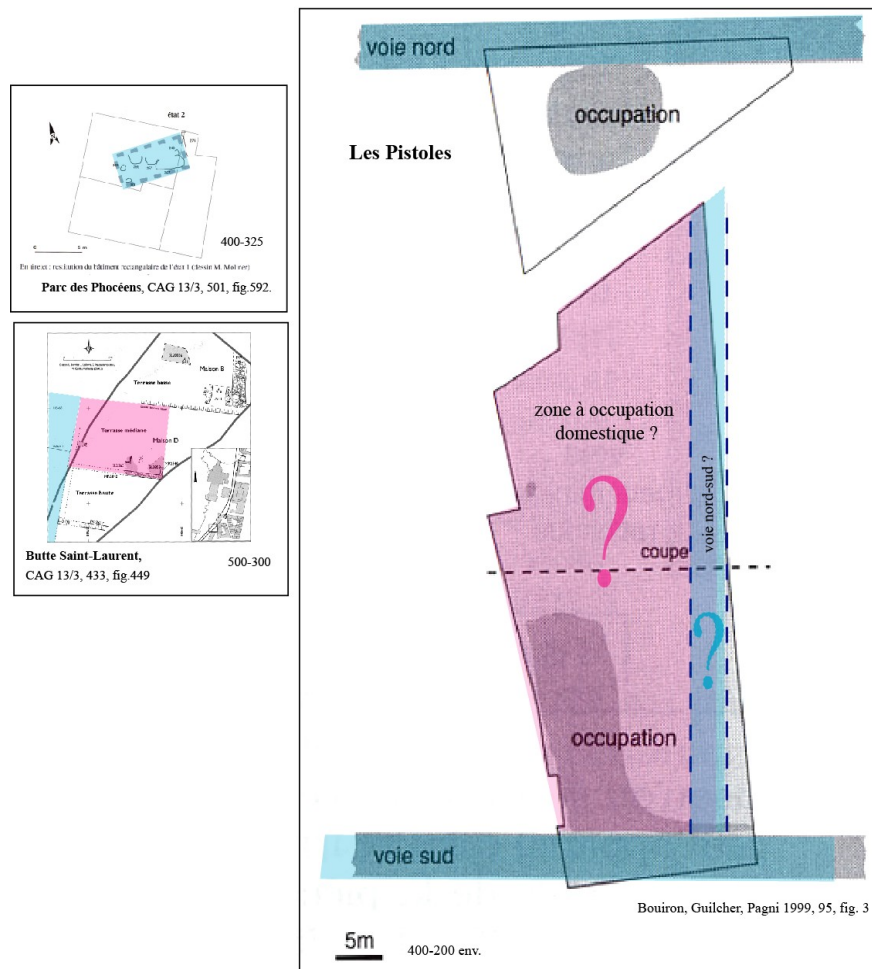 état 2
400-325
Parc des Phocéens, CAG 13/3, 501, fig.592.
Maison B
Terrasse basse
Terrasse médiane
Maison D
Terrasse haute
Butte Saint-Laurent,
CAG 13/3, 433, fig.449
500-300
voie nord
occupation
Les Pistoles
zone à occupation
domestique ?
?
voie nord-sud ?
coupe
?
occupation
voie sud
Bouiron, Guilcher, Pagni 1999, 95, fig. 3
5m
400-200 env.